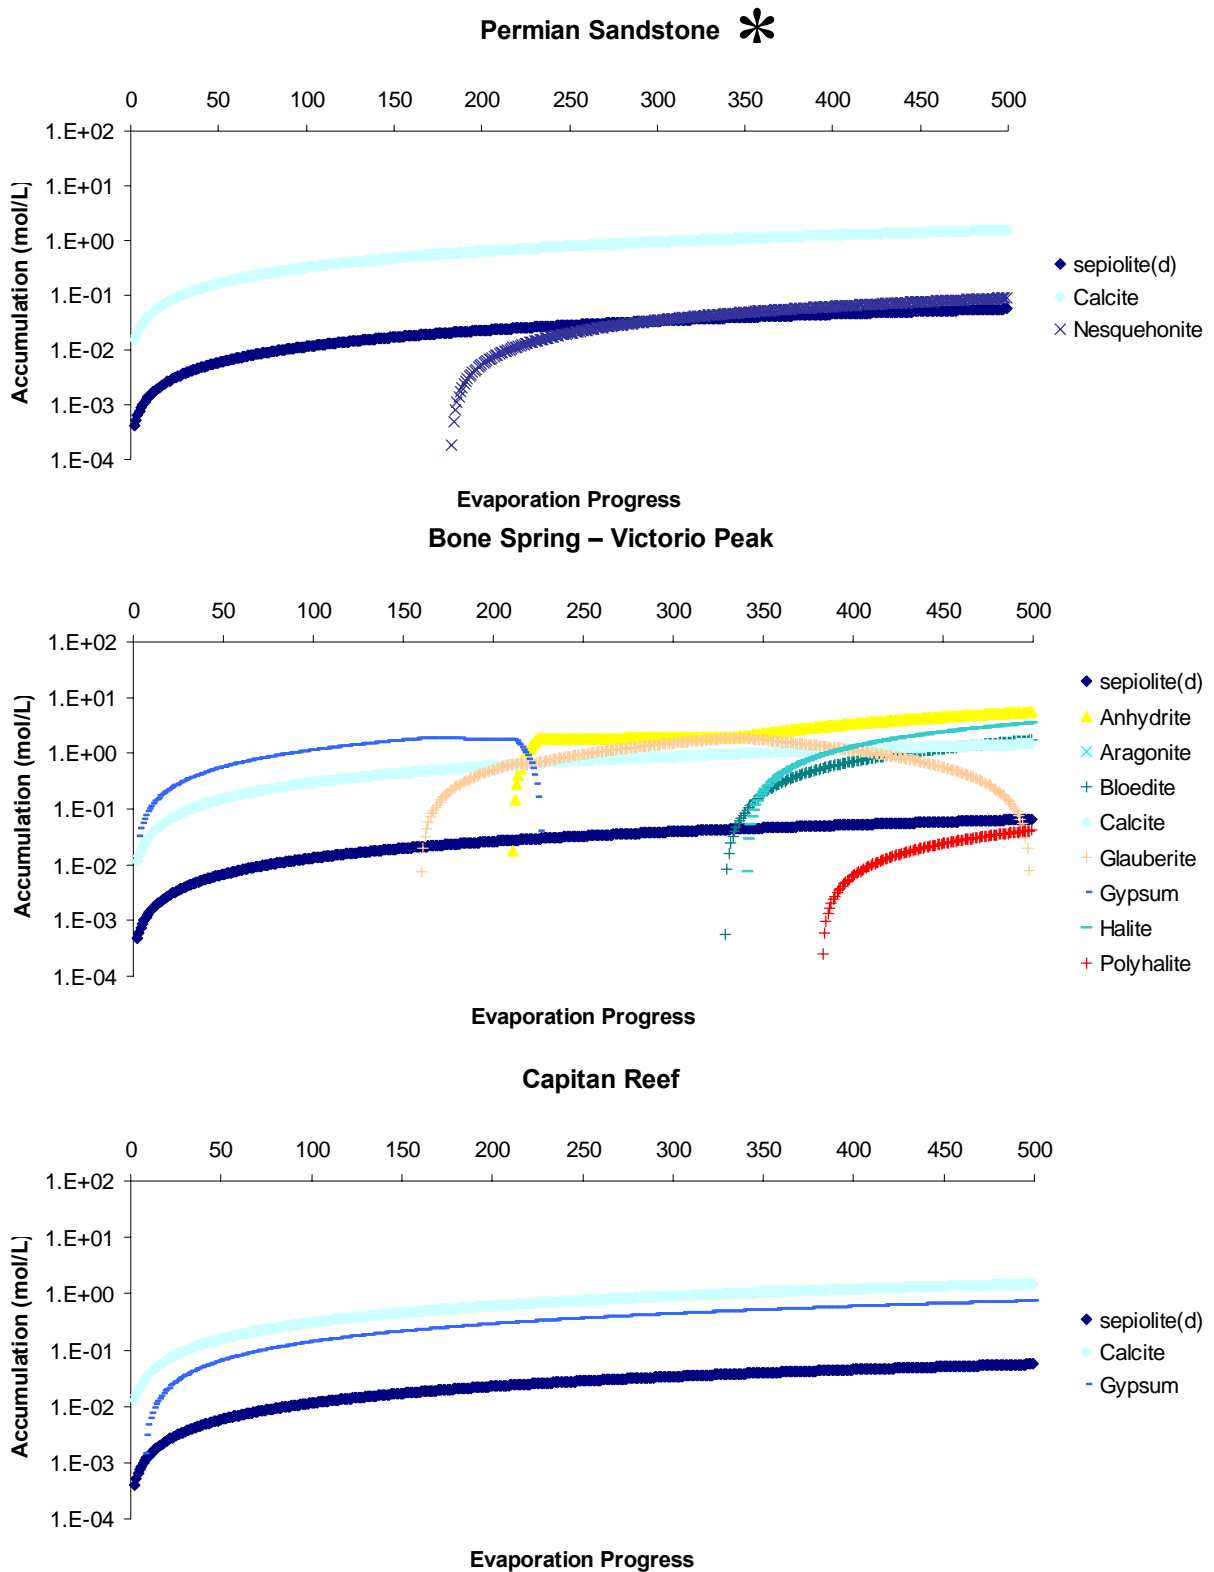 Permian Sandstone *
0 50 100 150 200 250 300 350 400 450 500
1.E+02
1.E+01
1.E+00
1.E-01
1.E-02
1.E-03
1.E-04
Accumulation (mol/L)
sepiolite(d)
Calcite
Nesquehonite
Evaporation Progress
Bone Spring – Victorio Peak
0 50 100 150 200 250 300 350 400 450 500
1.E+02
1.E+01
1.E+00
1.E-01
1.E-02
1.E-03
1.E-04
Accumulation (mol/L)
sepiolite(d)
Anhydrite
Aragonite
Bloedite
Calcite
Glauberite
Gypsum
Halite
Polyhalite
Evaporation Progress
Capitan Reef
0 50 100 150 200 250 300 350 400 450 500
1.E+02
1.E+01
1.E+00
1.E-01
1.E-02
1.E-03
1.E-04
Accumulation (mol/L)
sepiolite(d)
Calcite
Gypsum
Evaporation Progress